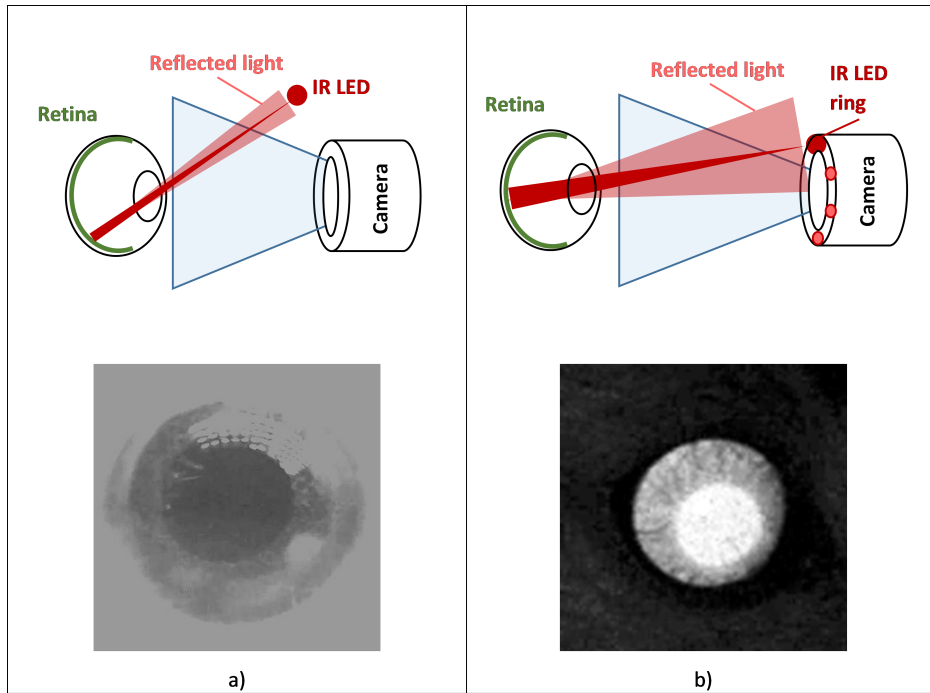 Reflected light
IR LED
Retina
Camera
a)
Reflected light
IR LED
ring
Retina
Camera
b)